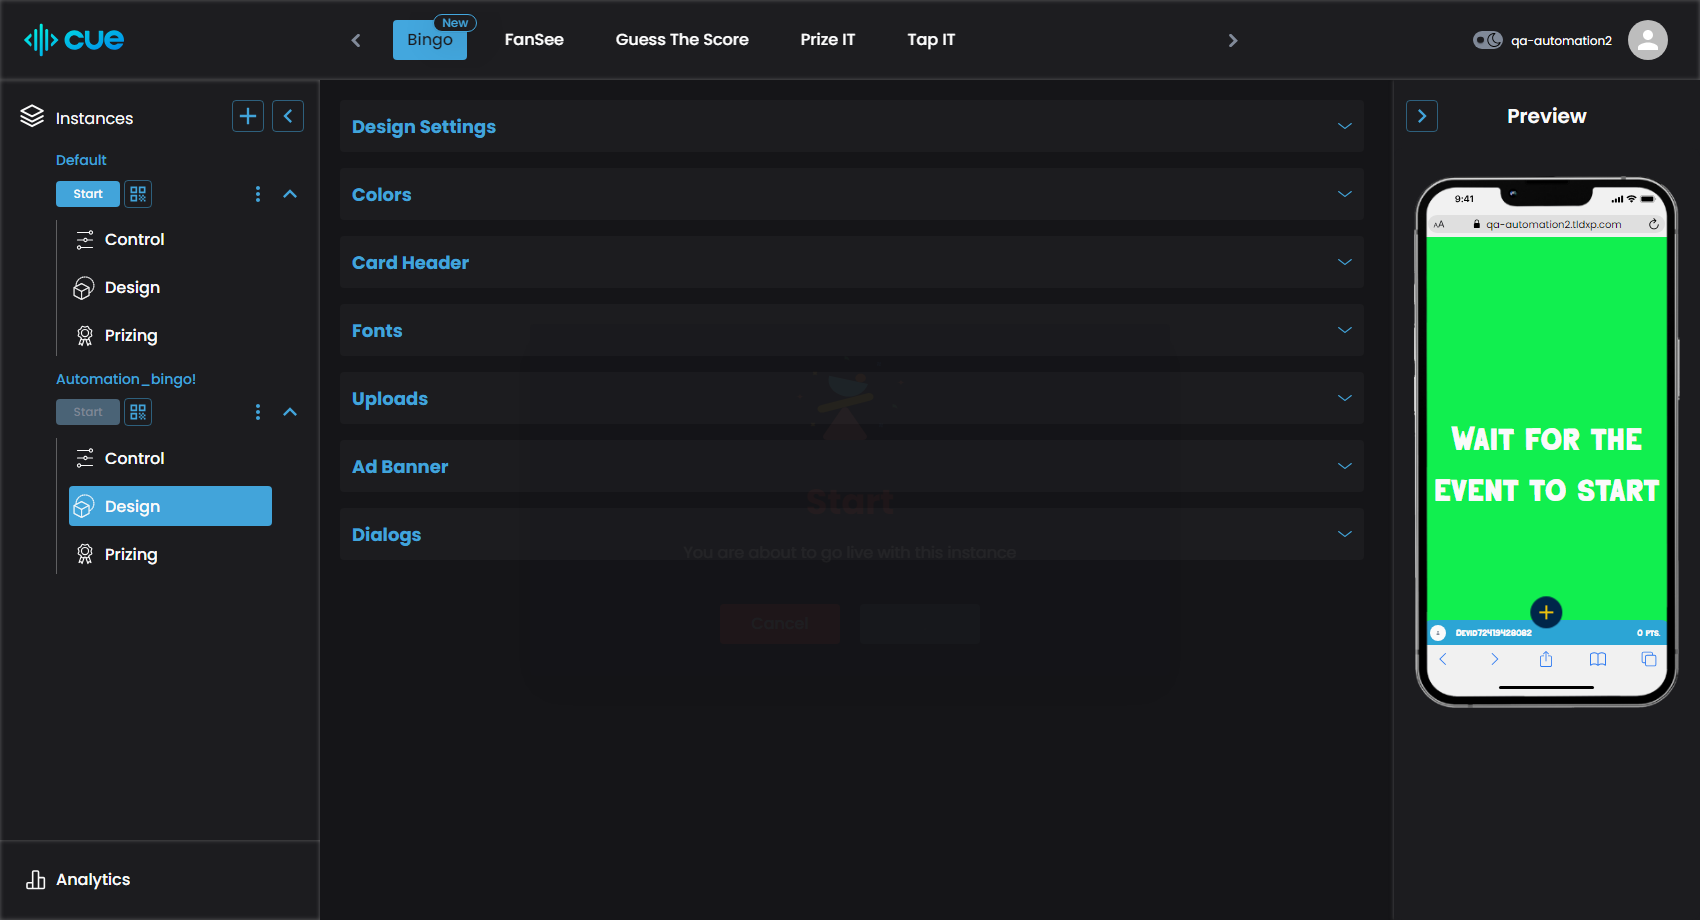 cue
Bingo
New
FanSee
Guess The Score
Prize IT
Tap IT
qa-automation2
Instances
Default
Start
Control
Design
Prizing
Automation_bingo!
Start
Control
Design
Prizing
Analytics
Design Settings
Colors
Card Header
Fonts
Uploads
Ad Banner
Dialogs
Start
You are about to go live with this instance
Cancel
Preview
9:41
AA
qa-automation2.tldxp.com
WAIT FOR THE
EVENT TO START
DEVID72419428082
0 PTS.